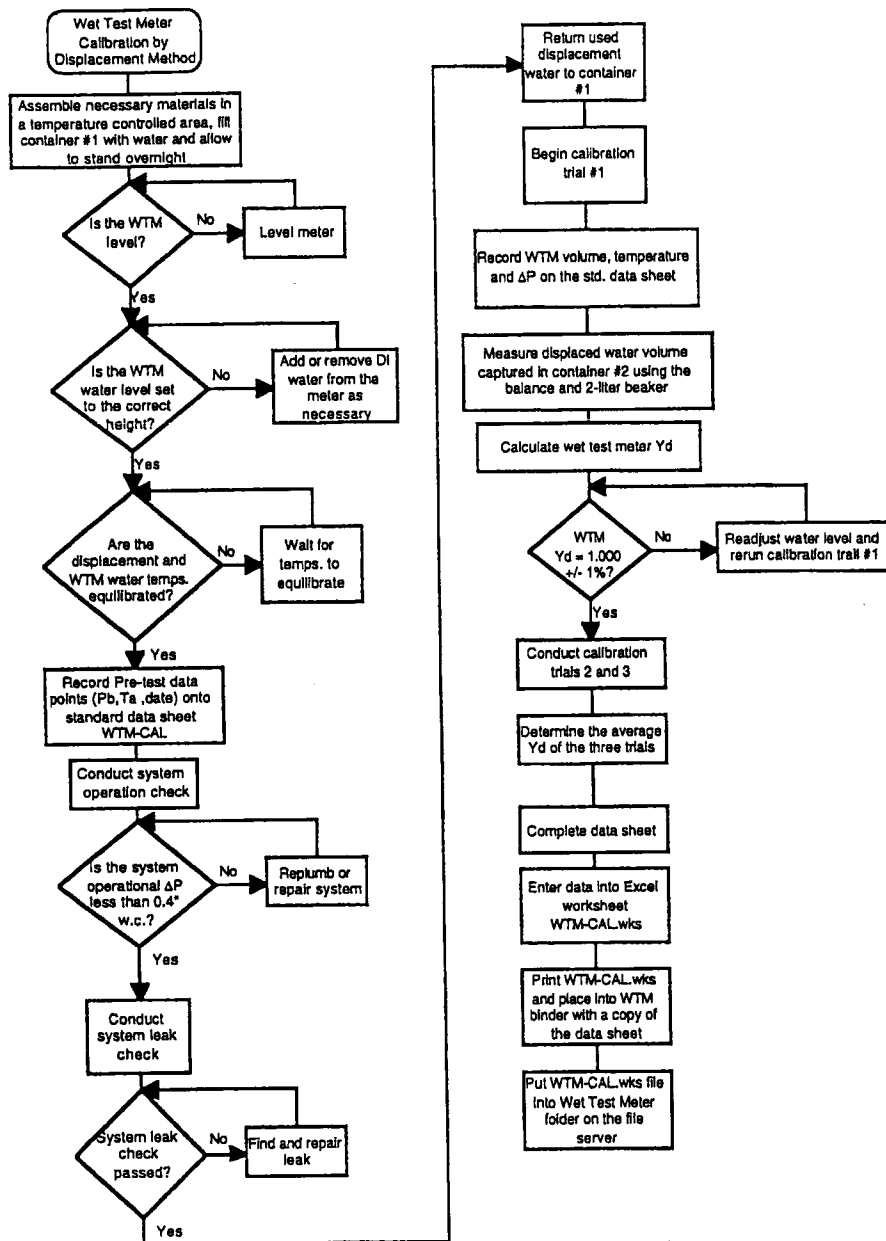 Wet Test Meter
Calibration by
Displacement Method
Assemble necessary materials in
a temperature controlled area, fill
container #1 with water and allow
to stand overnight
Is the WTM
level?
No
Level meter
Yes
Is the WTM
water level set
to the correct
height?
No
Add or remove DI
water from the
meter as
necessary
Yes
Are the
displacement and
WTM water temps.
equilibrated?
No
Wait for
temps. to
equilibrate
Yes
Record Pre-test data
points (Pb,Ta ,date) onto
standard data sheet
WTM-CAL
Conduct system
operation check
Is the system
operational ΔP
less than 0.4"
w.c.?
No
Replumb or
repair system
Yes
Conduct
system leak
check
System leak
check
passed?
No
Find and repair
leak
Yes
Return used
displacement
water to container
#1
Begin calibration
trial #1
Record WTM volume, temperature
and ΔP on the std. data sheet
Measure displaced water volume
captured in container #2 using the
balance and 2-liter beaker
Calculate wet test meter Yd
WTM
Yd = 1.000
+/- 1%?
No
Readjust water level and
rerun calibration trail #1
Yes
Conduct calibration
trials 2 and 3
Determine the average
Yd of the three trials
Complete data sheet
Enter data into Excel
worksheet
WTM-CAL.wks
Print WTM-CAL.wks
and place into WTM
binder with a copy of
the data sheet
Put WTM-CAL.wks file
into Wet Test Meter
folder on the file
server